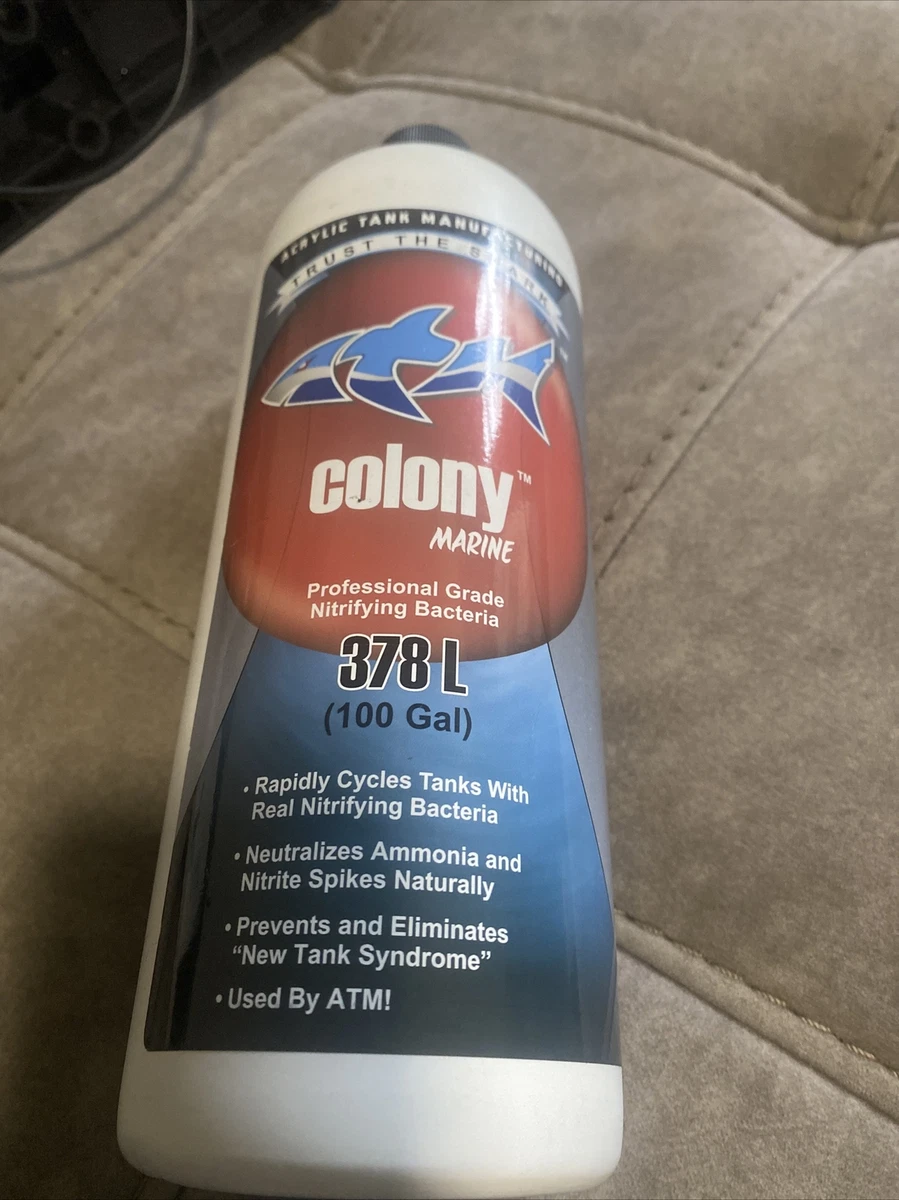 ACRYLIC TANK MANUFACTURING
TRUST THE SHARK
ATM
colony™
MARINE
Professional Grade
Nitrifying Bacteria
378 L
(100 Gal)
• Rapidly Cycles Tanks With
Real Nitrifying Bacteria
• Neutralizes Ammonia and
Nitrite Spikes Naturally
• Prevents and Eliminates
“New Tank Syndrome”
• Used By ATM!